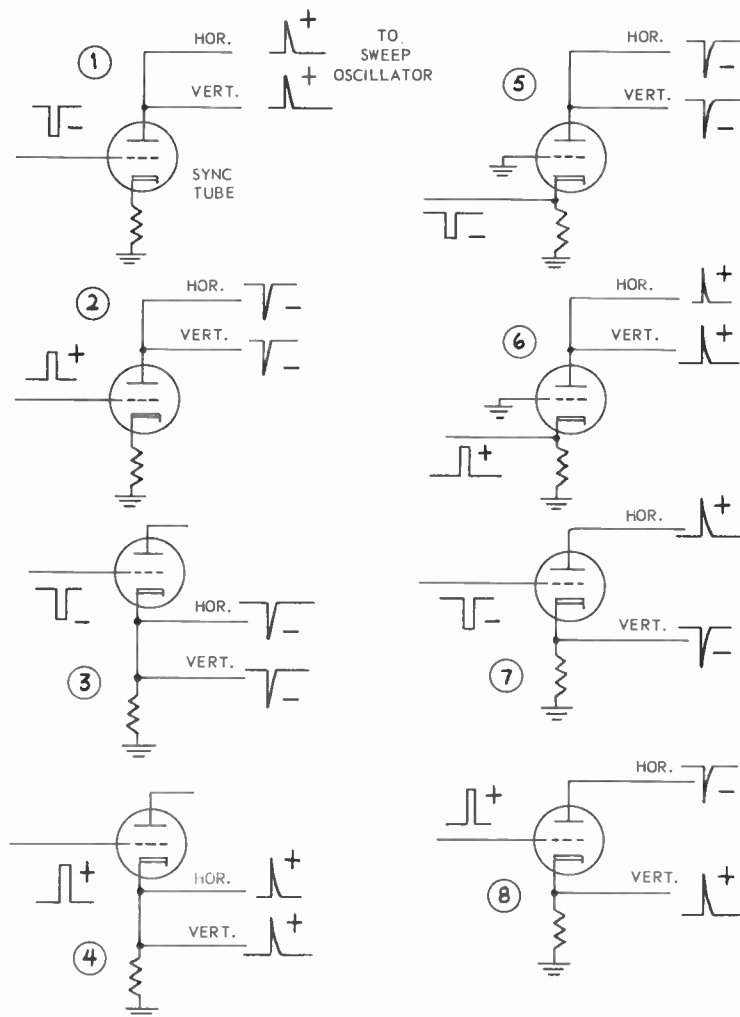 1
HOR.
+
TO
SWEEP
OSCILLATOR
VERT.
+
−
SYNC
TUBE
2
HOR.
−
VERT.
−
+
−
HOR.
−
3
VERT.
−
+
HOR.
+
VERT.
+
4
HOR.
−
5
VERT.
−
−
HOR.
+
6
VERT.
+
+
HOR.
+
−
VERT.
−
7
HOR.
−
+
VERT.
+
8